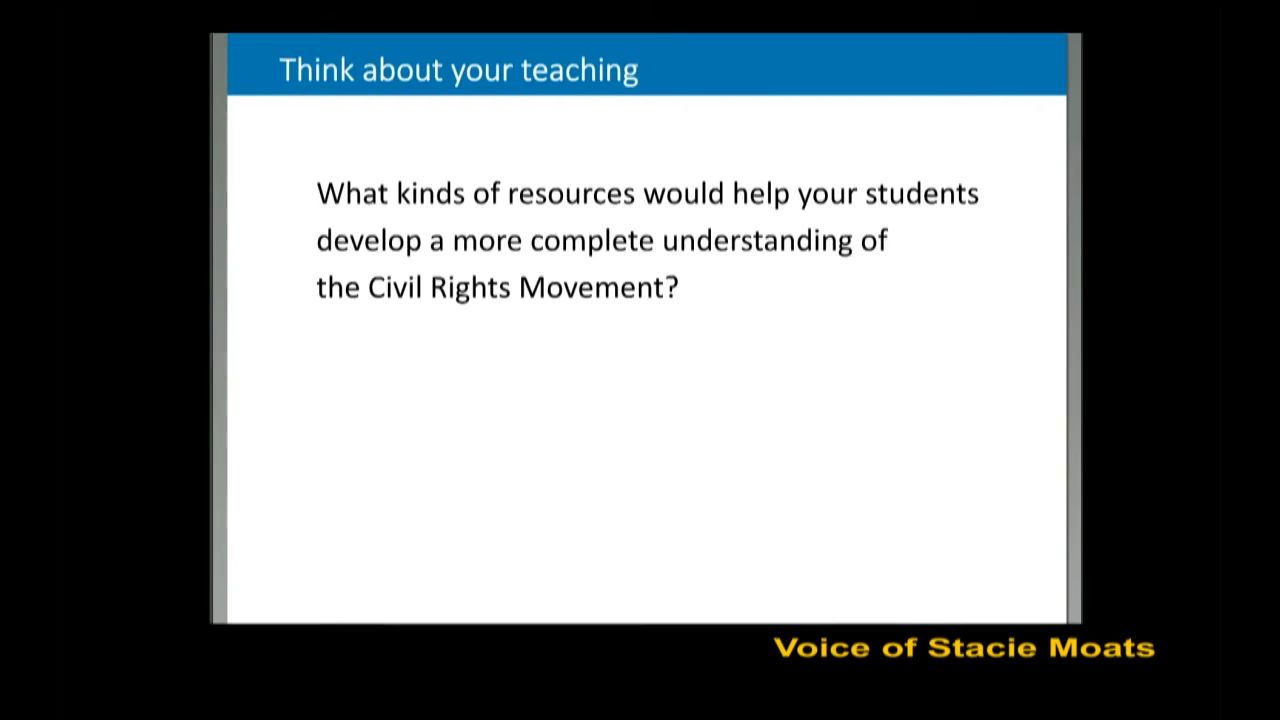 Think about your teaching
What kinds of resources would help your students
develop a more complete understanding of
the Civil Rights Movement?
Voice of Stacie Moats